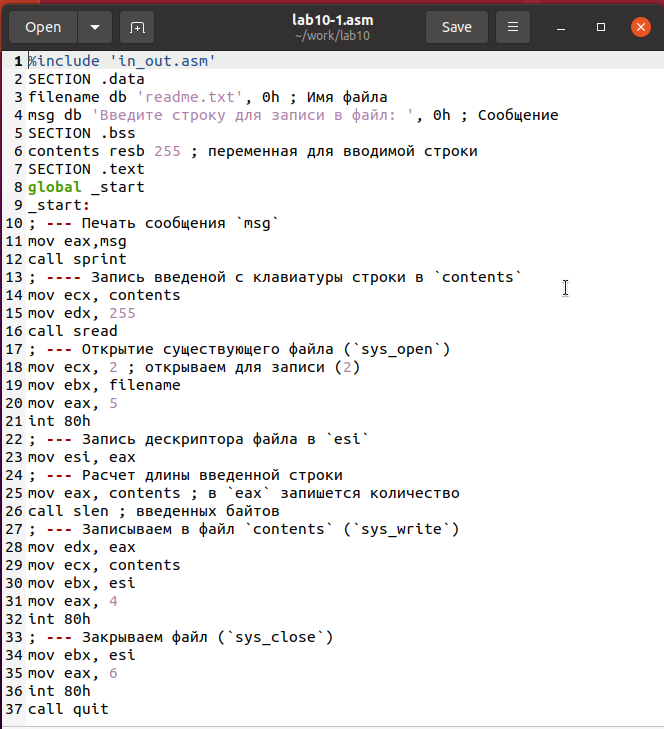 Open
lab10-1.asm
~/work/lab10
Save
1 %include 'in_out.asm'
2 SECTION .data
3 filename db 'readme.txt', 0h ; Имя файла
4 msg db 'Введите строку для записи в файл: ', 0h ; Сообщение
5 SECTION .bss
6 contents resb 255 ; переменная для вводимой строки
7 SECTION .text
8 global _start
9 _start:
10 ; --- Печать сообщения `msg`
11 mov eax,msg
12 call sprint
13 ; ---- Запись введеной с клавиатуры строки в `contents`
14 mov ecx, contents
15 mov edx, 255
16 call sread
17 ; --- Открытие существующего файла (`sys_open`)
18 mov ecx, 2 ; открываем для записи (2)
19 mov ebx, filename
20 mov eax, 5
21 int 80h
22 ; --- Запись дескриптора файла в `esi`
23 mov esi, eax
24 ; --- Расчет длины введенной строки
25 mov eax, contents ; в `eax` запишется количество
26 call slen ; введенных байтов
27 ; --- Записываем в файл `contents` (`sys_write`)
28 mov edx, eax
29 mov ecx, contents
30 mov ebx, esi
31 mov eax, 4
32 int 80h
33 ; --- Закрываем файл (`sys_close`)
34 mov ebx, esi
35 mov eax, 6
36 int 80h
37 call quit